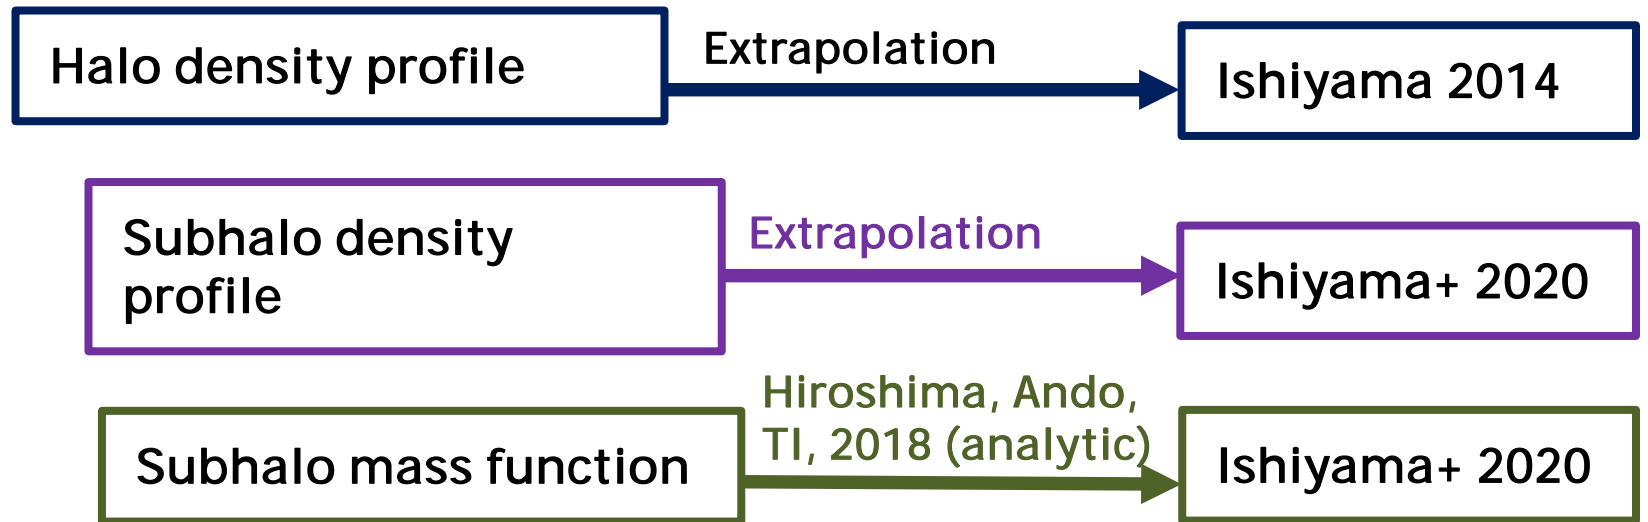 Halo density profile
Extrapolation
Ishiyama 2014
Subhalo density
profile
Extrapolation
Ishiyama+ 2020
Subhalo mass function
Hiroshima, Ando,
TI, 2018 (analytic)
Ishiyama+ 2020